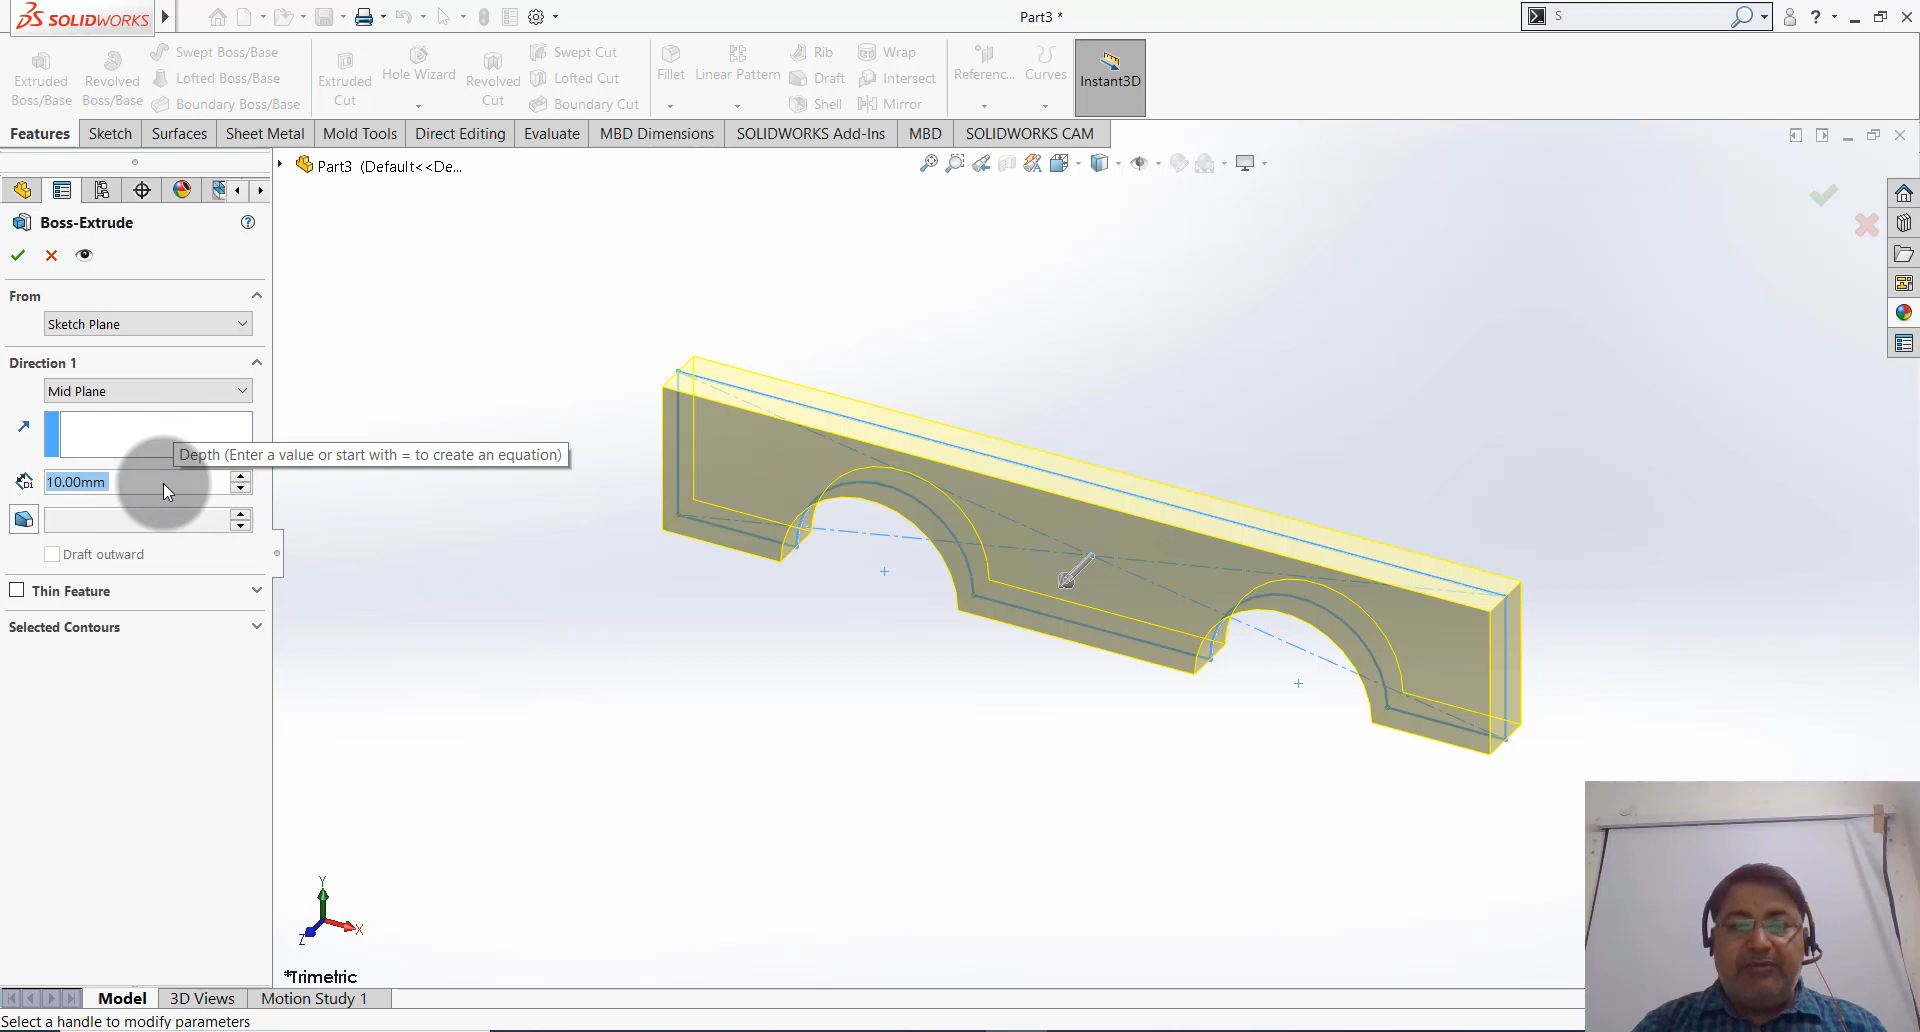 SOLIDWORKS
Part3 *
S
?
Extruded Boss/Base
Revolved Boss/Base
Swept Boss/Base
Lofted Boss/Base
Boundary Boss/Base
Extruded Cut
Hole Wizard
Revolved Cut
Swept Cut
Lofted Cut
Boundary Cut
Fillet
Linear Pattern
Rib
Draft
Shell
Wrap
Intersect
Mirror
Referenc...
Curves
Instant3D
Features
Sketch
Surfaces
Sheet Metal
Mold Tools
Direct Editing
Evaluate
MBD Dimensions
SOLIDWORKS Add-Ins
MBD
SOLIDWORKS CAM
Part3 (Default<<De...
Boss-Extrude
?
From
Sketch Plane
Direction 1
Mid Plane
Depth (Enter a value or start with = to create an equation)
D1
10.00mm
Draft outward
Thin Feature
Selected Contours
Y
X
Z
*Trimetric
Model
3D Views
Motion Study 1
Select a handle to modify parameters